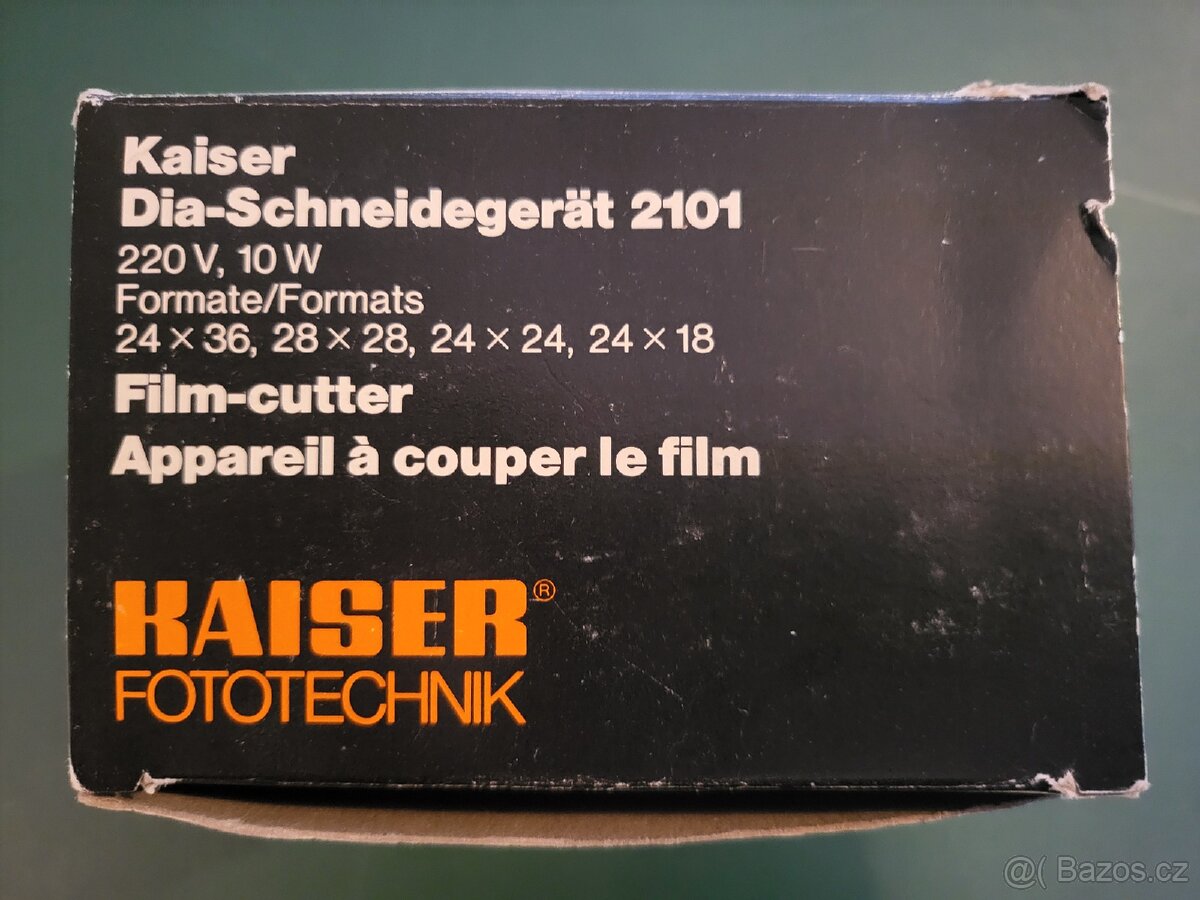 Kaiser
Dia-Schneidegerät 2101
220 V, 10 W
Formate/Formats
24 × 36, 28 × 28, 24 × 24, 24 × 18
Film-cutter
Appareil à couper le film
KAISER®
FOTOTECHNIK
@( Bazos.cz